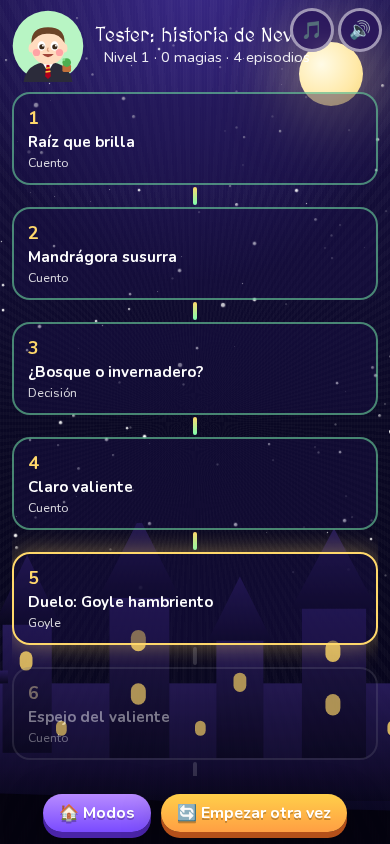 Tester: historia de Nev
Nivel 1 · 0 magias · 4 episodios
1
Raíz que brilla
Cuento
2
Mandrágora susurra
Cuento
3
¿Bosque o invernadero?
Decisión
4
Claro valiente
Cuento
5
Duelo: Goyle hambriento
Goyle
6
Espejo del valiente
Cuento
Modos
Empezar otra vez